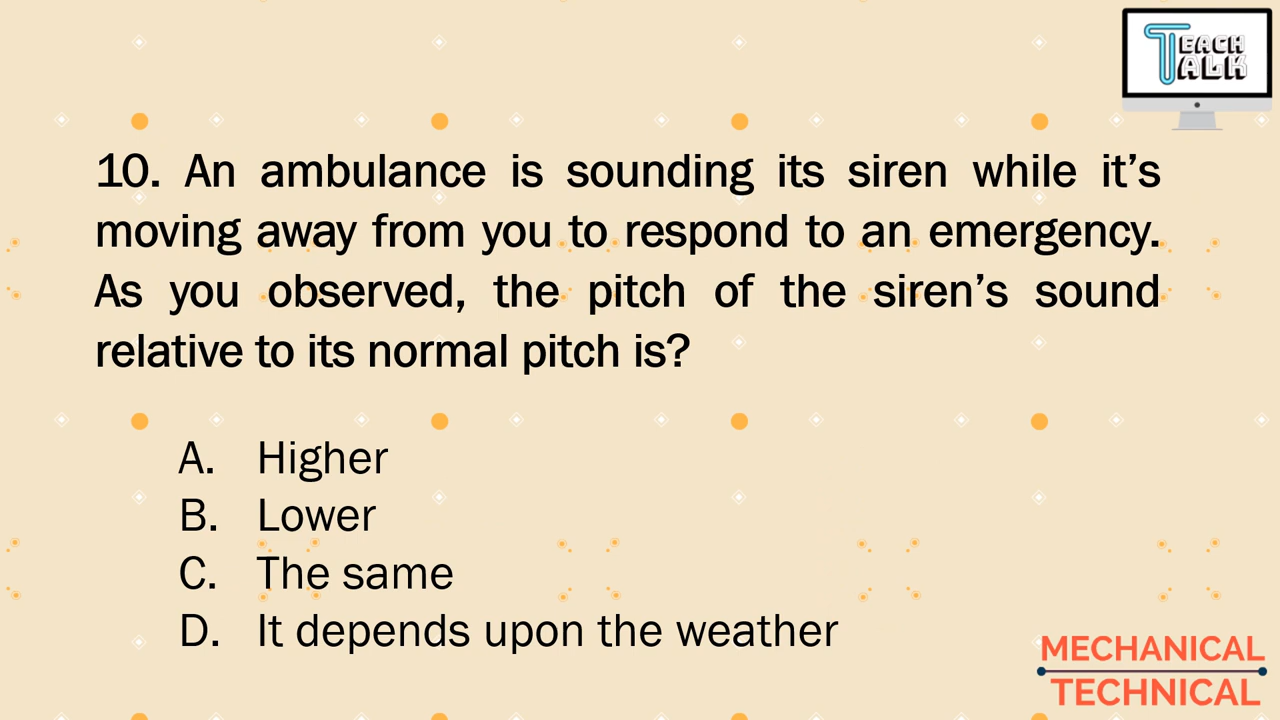 TEACH
TALK
10. An ambulance is sounding its siren while it’s
moving away from you to respond to an emergency.
As you observed, the pitch of the siren’s sound
relative to its normal pitch is?
A. Higher
B. Lower
C. The same
D. It depends upon the weather
MECHANICAL
TECHNICAL